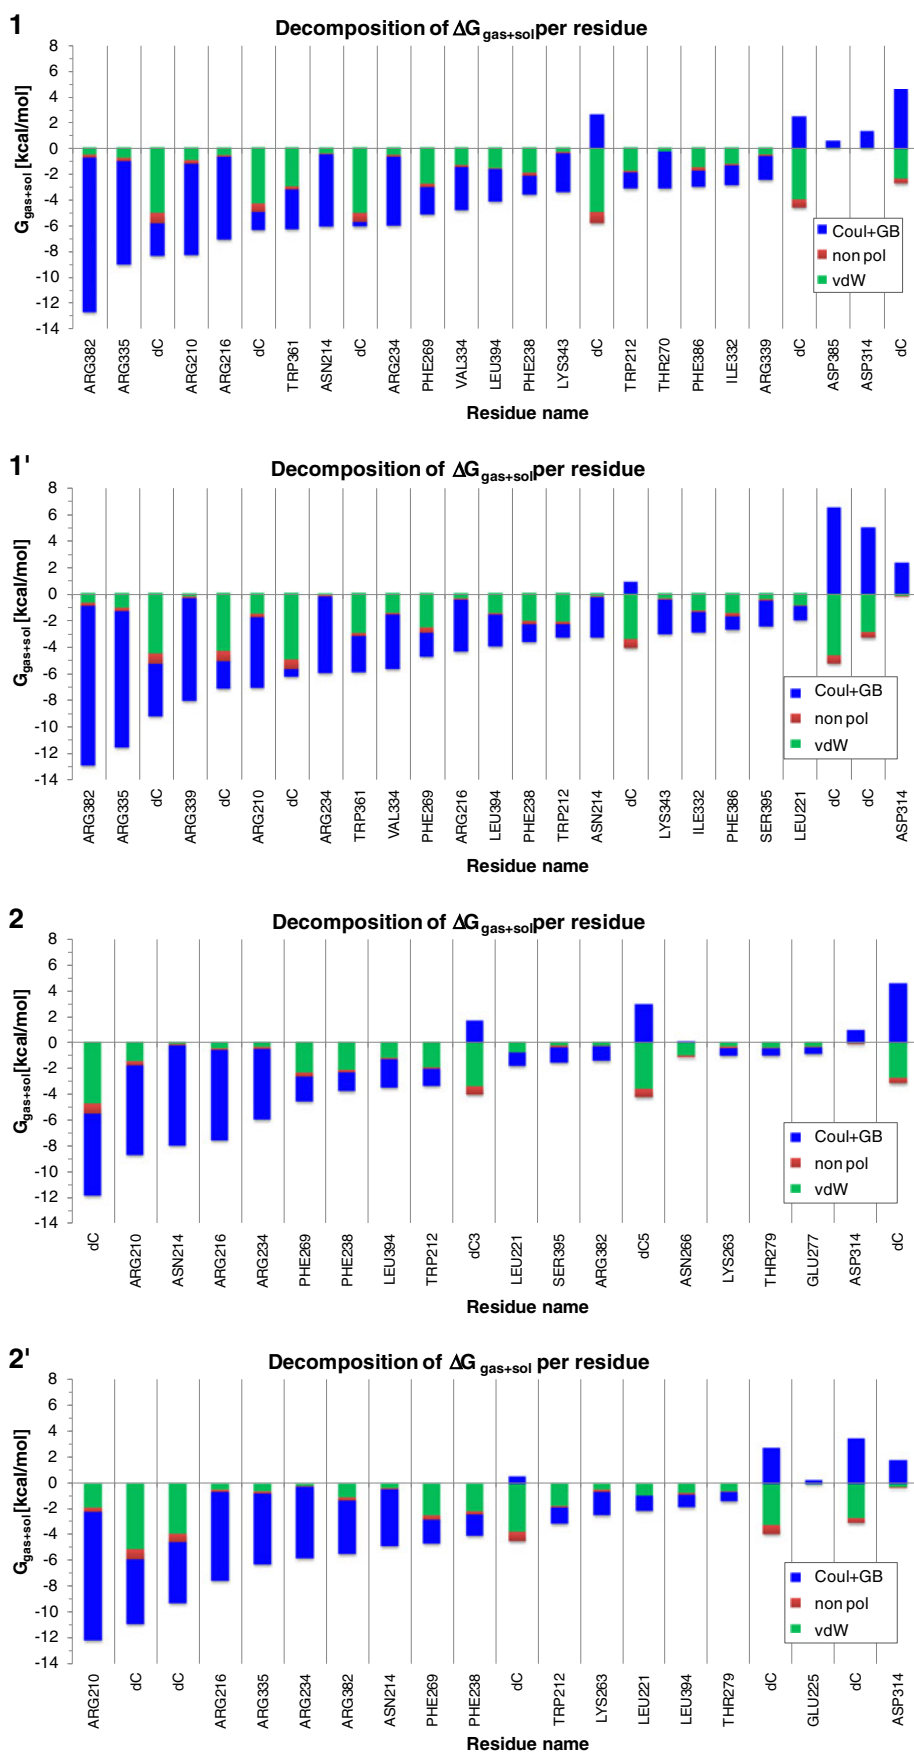 1
Decomposition of ΔGgas+sol per residue
Ggas+sol [kcal/mol]
8
6
4
2
0
-2
-4
-6
-8
-10
-12
-14
Coul+GB
non pol
vdW
ARG382 ARG335 dC ARG210 ARG216 dC TRP361 ASN214 dC ARG234 PHE269 VAL334 LEU394 PHE238 LYS343 dC TRP212 THR270 PHE386 ILE332 ARG339 dC ASP385 ASP314 dC
Residue name
1'
Decomposition of ΔGgas+sol per residue
Ggas+sol [kcal/mol]
8
6
4
2
0
-2
-4
-6
-8
-10
-12
-14
Coul+GB
non pol
vdW
ARG382 ARG335 dC ARG339 dC ARG210 dC ARG234 TRP361 VAL334 PHE269 ARG216 LEU394 PHE238 TRP212 ASN214 dC LYS343 ILE332 PHE386 SER395 LEU221 dC dC ASP314
Residue name
2
Decomposition of ΔGgas+sol per residue
Ggas+sol [kcal/mol]
8
6
4
2
0
-2
-4
-6
-8
-10
-12
-14
Coul+GB
non pol
vdW
dC ARG210 ASN214 ARG216 ARG234 PHE269 PHE238 LEU394 TRP212 dC3 LEU221 SER395 ARG382 dC5 ASN266 LYS263 THR279 GLU277 ASP314 dC
Residue name
2'
Decomposition of ΔG gas+sol per residue
Ggas+sol [kcal/mol]
8
6
4
2
0
-2
-4
-6
-8
-10
-12
-14
Coul+GB
non pol
vdW
ARG210 dC dC ARG216 ARG335 ARG234 ARG382 ASN214 PHE269 PHE238 dC TRP212 LYS263 LEU221 LEU394 THR279 dC GLU225 dC ASP314
Residue name